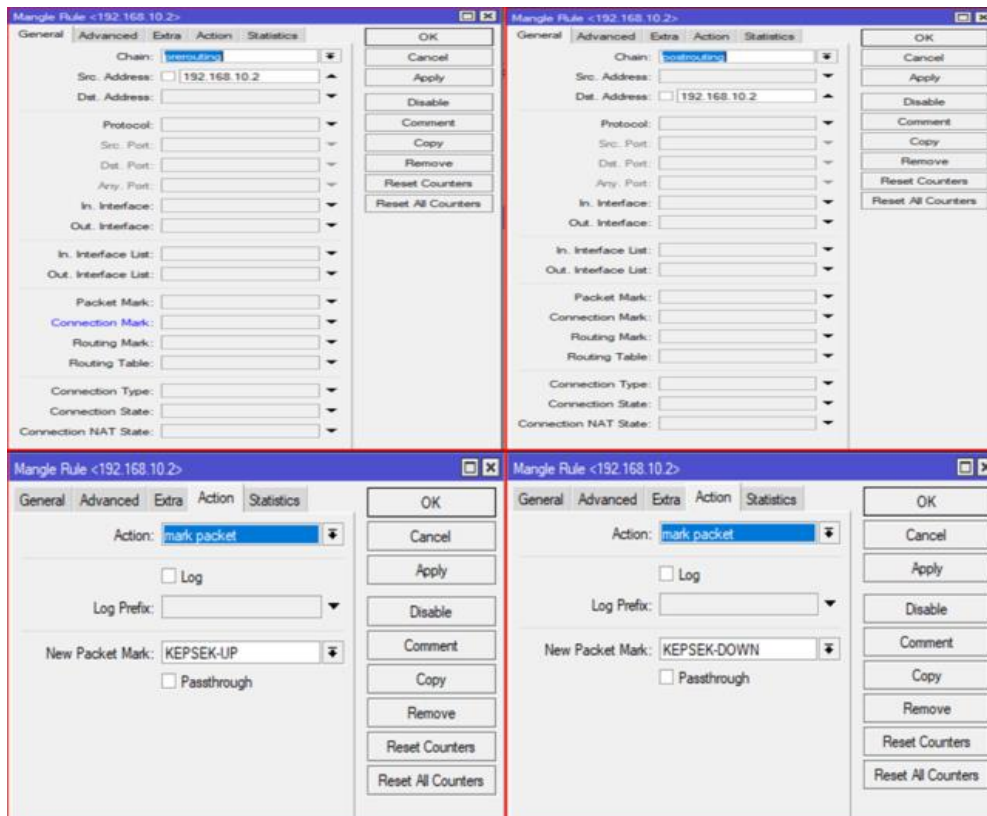 Mangle Rule <192.168.10.2>
General Advanced Extra Action Statistics
Chain: prerouting
Src. Address: 192.168.10.2
Dst. Address:
Protocol:
Src. Port:
Dst. Port:
Any. Port:
In. Interface:
Out. Interface:
In. Interface List:
Out. Interface List:
Packet Mark:
Connection Mark:
Routing Mark:
Routing Table:
Connection Type:
Connection State:
Connection NAT State:
OK
Cancel
Apply
Disable
Comment
Copy
Remove
Reset Counters
Reset All Counters
Mangle Rule <192.168.10.2>
General Advanced Extra Action Statistics
Chain: postrouting
Src. Address:
Dst. Address: 192.168.10.2
Protocol:
Src. Port:
Dst. Port:
Any. Port:
In. Interface:
Out. Interface:
In. Interface List:
Out. Interface List:
Packet Mark:
Connection Mark:
Routing Mark:
Routing Table:
Connection Type:
Connection State:
Connection NAT State:
OK
Cancel
Apply
Disable
Comment
Copy
Remove
Reset Counters
Reset All Counters
Mangle Rule <192.168.10.2>
General Advanced Extra Action Statistics
Action: mark packet
Log
Log Prefix:
New Packet Mark: KEPSEK-UP
Passthrough
OK
Cancel
Apply
Disable
Comment
Copy
Remove
Reset Counters
Reset All Counters
Mangle Rule <192.168.10.2>
General Advanced Extra Action Statistics
Action: mark packet
Log
Log Prefix:
New Packet Mark: KEPSEK-DOWN
Passthrough
OK
Cancel
Apply
Disable
Comment
Copy
Remove
Reset Counters
Reset All Counters